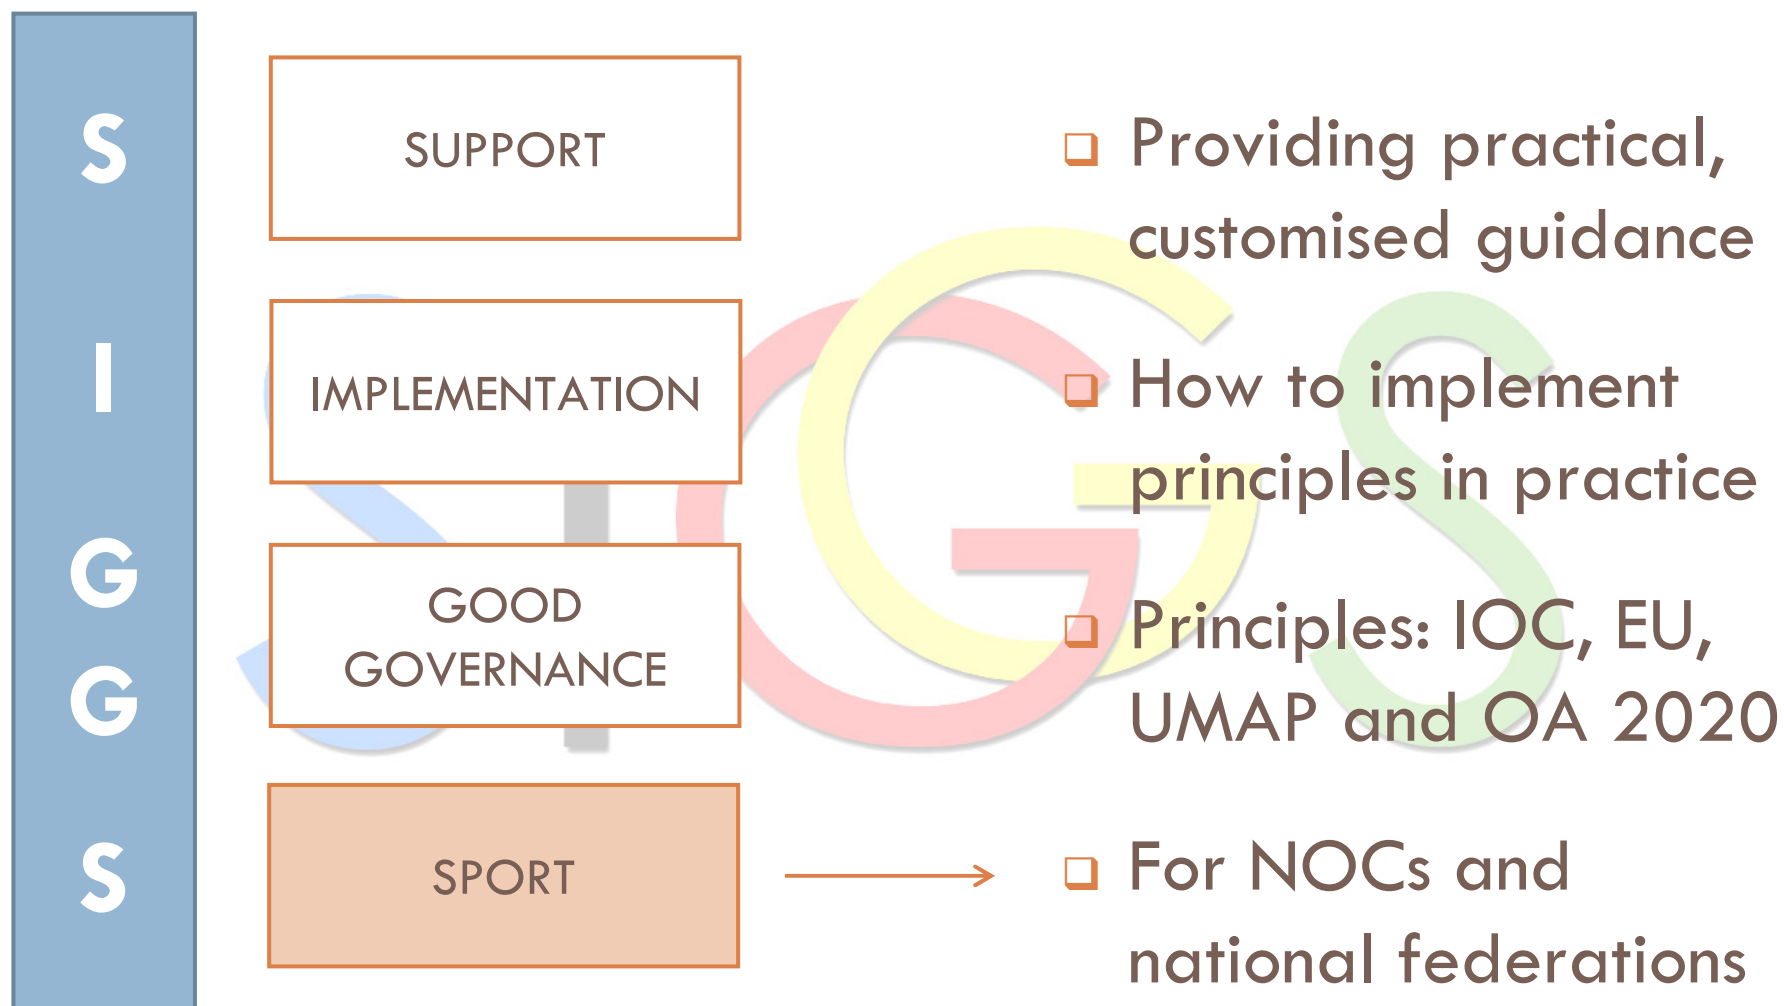 S
I
G
G
S
SUPPORT
IMPLEMENTATION
GOOD
GOVERNANCE
SPORT
Providing practical,
customised guidance
How to implement
principles in practice
Principles: IOC, EU,
UMAP and OA 2020
For NOCs and
national federations
SIGGS